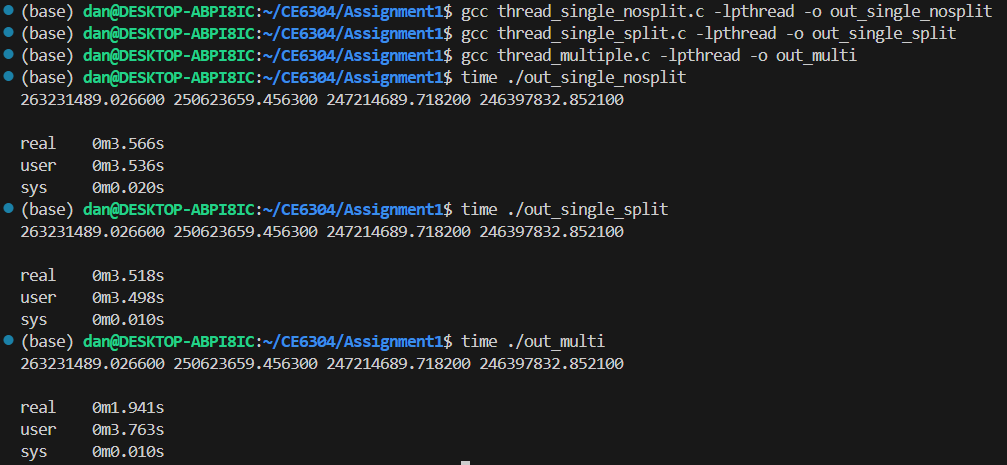 (base) dan@DESKTOP-ABPI8IC:~/CE6304/Assignment1$ gcc thread_single_nosplit.c -lpthread -o out_single_nosplit
(base) dan@DESKTOP-ABPI8IC:~/CE6304/Assignment1$ gcc thread_single_split.c -lpthread -o out_single_split
(base) dan@DESKTOP-ABPI8IC:~/CE6304/Assignment1$ gcc thread_multiple.c -lpthread -o out_multi
(base) dan@DESKTOP-ABPI8IC:~/CE6304/Assignment1$ time ./out_single_nosplit
263231489.026600 250623659.456300 247214689.718200 246397832.852100
real 0m3.566s
user 0m3.536s
sys 0m0.020s
(base) dan@DESKTOP-ABPI8IC:~/CE6304/Assignment1$ time ./out_single_split
263231489.026600 250623659.456300 247214689.718200 246397832.852100
real 0m3.518s
user 0m3.498s
sys 0m0.010s
(base) dan@DESKTOP-ABPI8IC:~/CE6304/Assignment1$ time ./out_multi
263231489.026600 250623659.456300 247214689.718200 246397832.852100
real 0m1.941s
user 0m3.763s
sys 0m0.010s